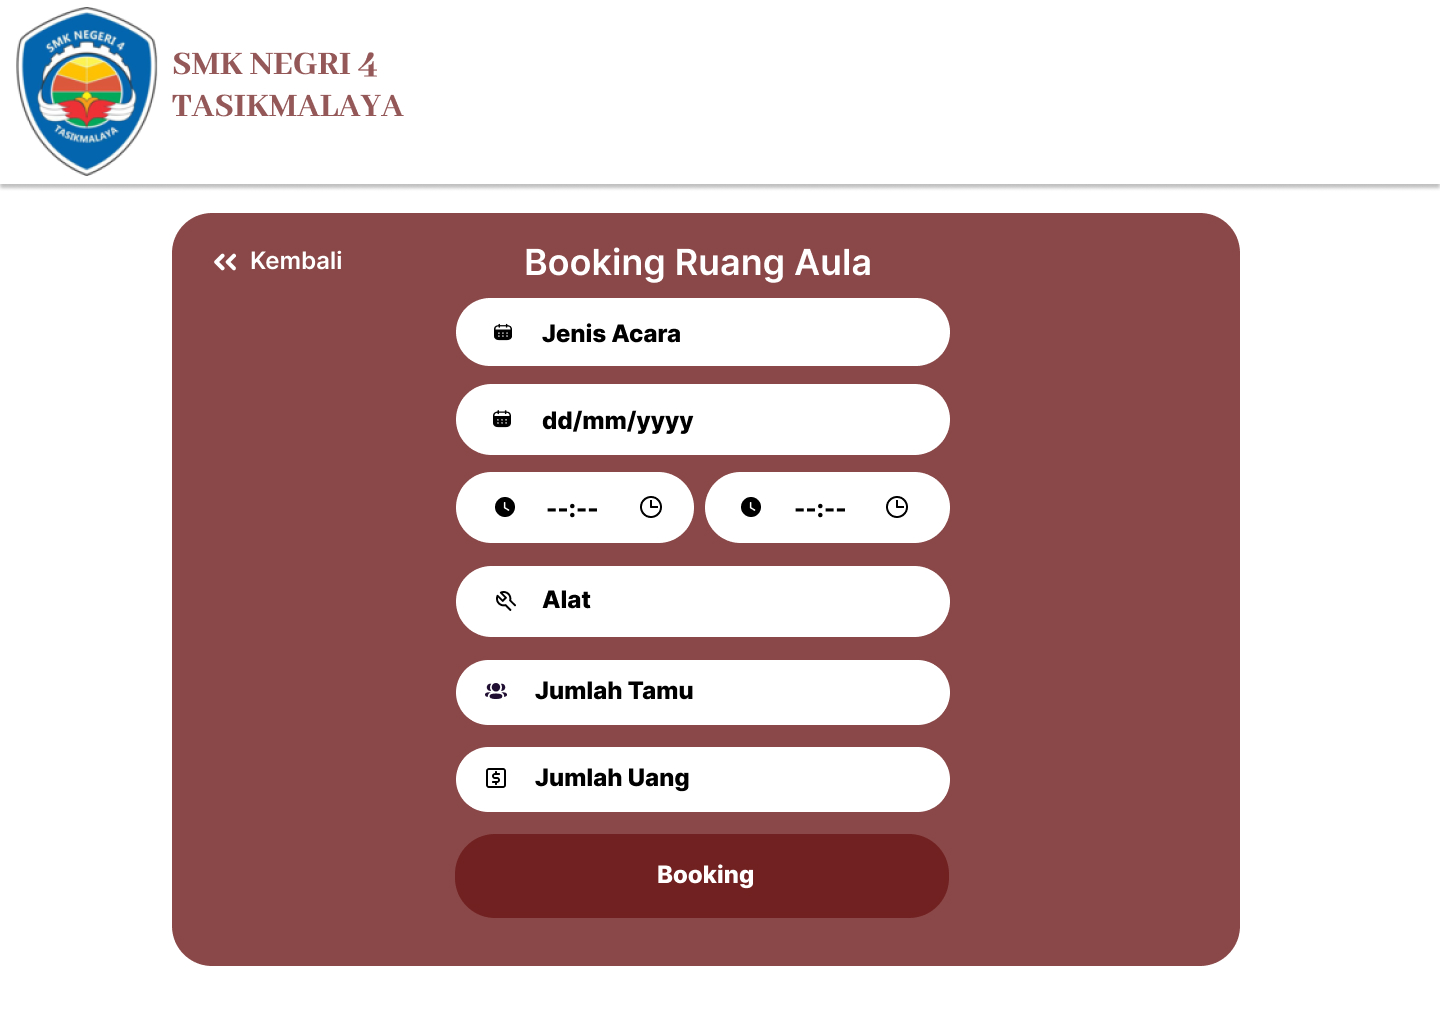 SMK NEGERI 4
TASIKMALAYA
SMK NEGRI 4
TASIKMALAYA
Kembali
Booking Ruang Aula
Jenis Acara
dd/mm/yyyy
--:-- --:--
Alat
Jumlah Tamu
Jumlah Uang
Booking